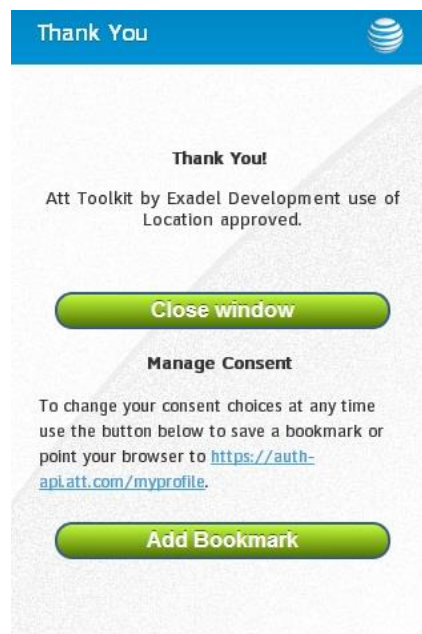 Thank You
Thank You!
Att Toolkit by Exadel Development use of
Location approved.
Close window
Manage Consent
To change your consent choices at any time
use the button below to save a bookmark or
point your browser to https://auth-
api.att.com/myprofile.
Add Bookmark